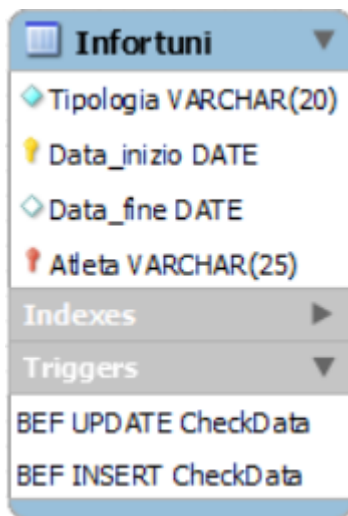 Infortuni
Tipologia VARCHAR(20)
Data_inizio DATE
Data_fine DATE
Atleta VARCHAR(25)
Indexes
Triggers
BEF UPDATE CheckData
BEF INSERT CheckData